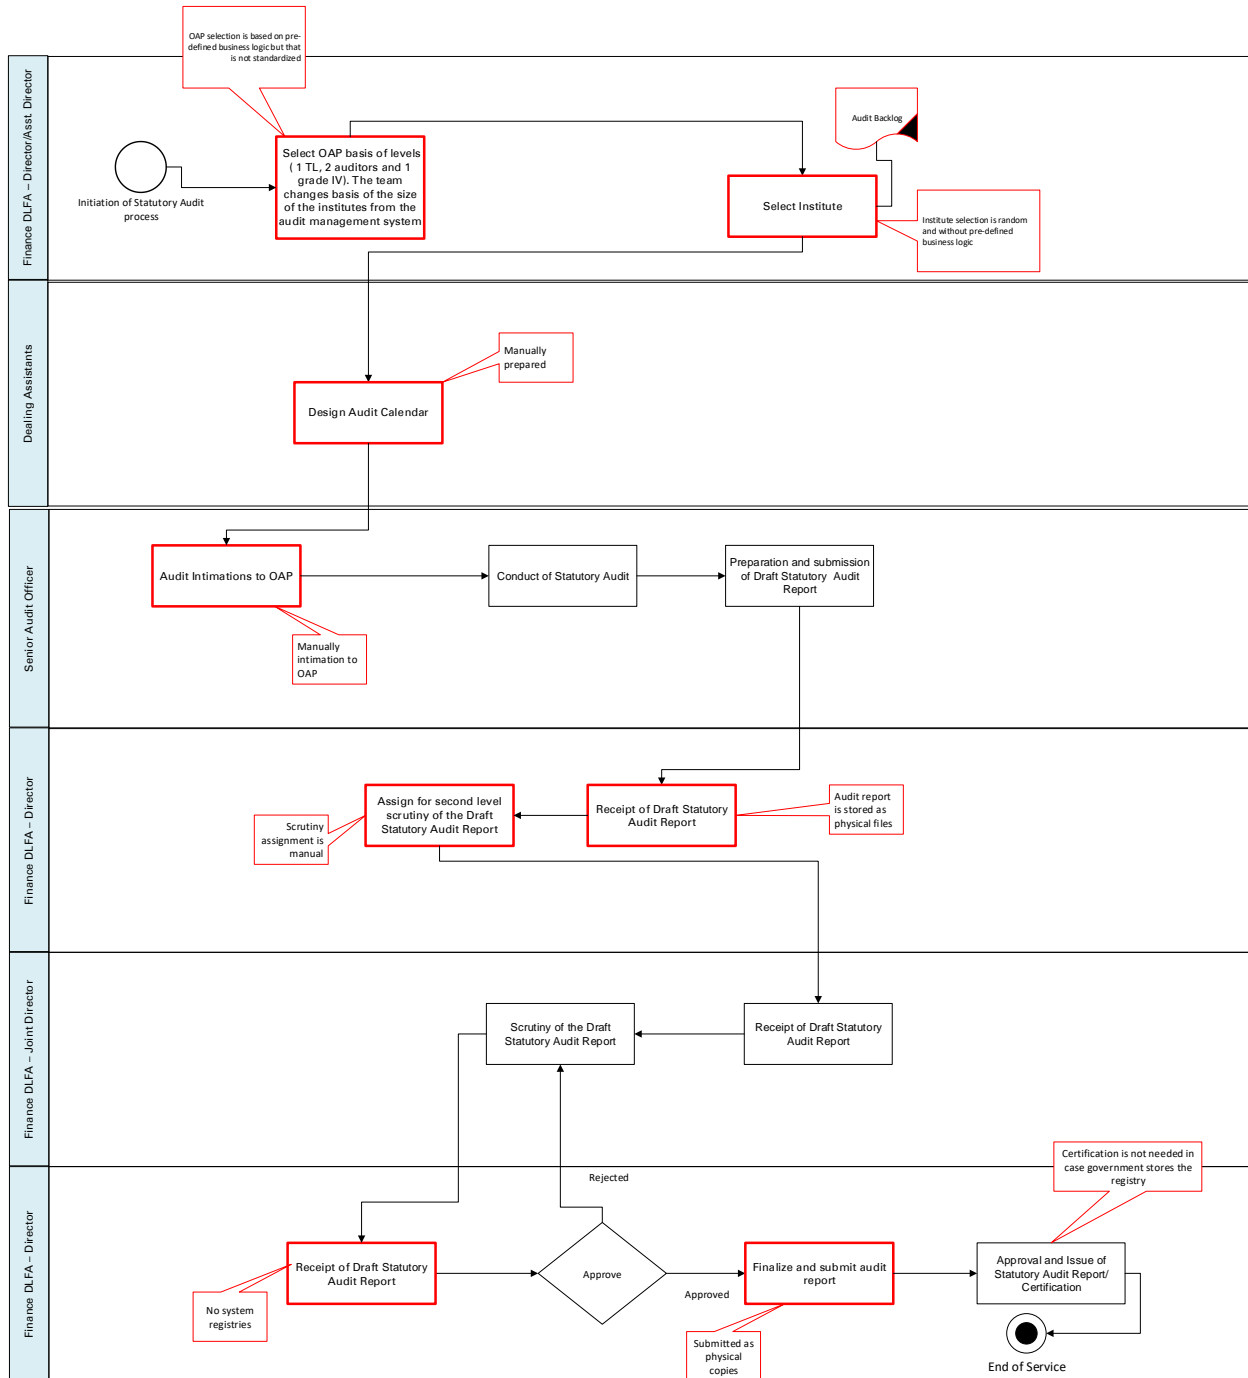 OAP selection is based on pre-
defined business logic but that
is not standardized
Finance DLFA – Director/Asst. Director
Initiation of Statutory Audit
process
Select OAP basis of levels
( 1 TL, 2 auditors and 1
grade IV). The team
changes basis of the size
of the institutes from the
audit management system
Audit Backlog
Select Institute
Institute selection is random
and without pre-defined
business logic
Dealing Assistants
Manually
prepared
Design Audit Calendar
Senior Audit Officer
Audit Intimations to OAP
Conduct of Statutory Audit
Preparation and submission
of Draft Statutory Audit
Report
Manually
intimation to
OAP
Finance DLFA – Director
Scrutiny
assignment is
manual
Assign for second level
scrutiny of the Draft
Statutory Audit Report
Receipt of Draft Statutory
Audit Report
Audit report
is stored as
physical files
Finance DLFA – Joint Director
Scrutiny of the Draft
Statutory Audit Report
Receipt of Draft Statutory
Audit Report
Finance DLFA – Director
Rejected
Certification is not needed in
case government stores the
registry
Receipt of Draft Statutory
Audit Report
No system
registries
Approve
Approved
Finalize and submit audit
report
Submitted as
physical
copies
Approval and Issue of
Statutory Audit Report/
Certification
End of Service